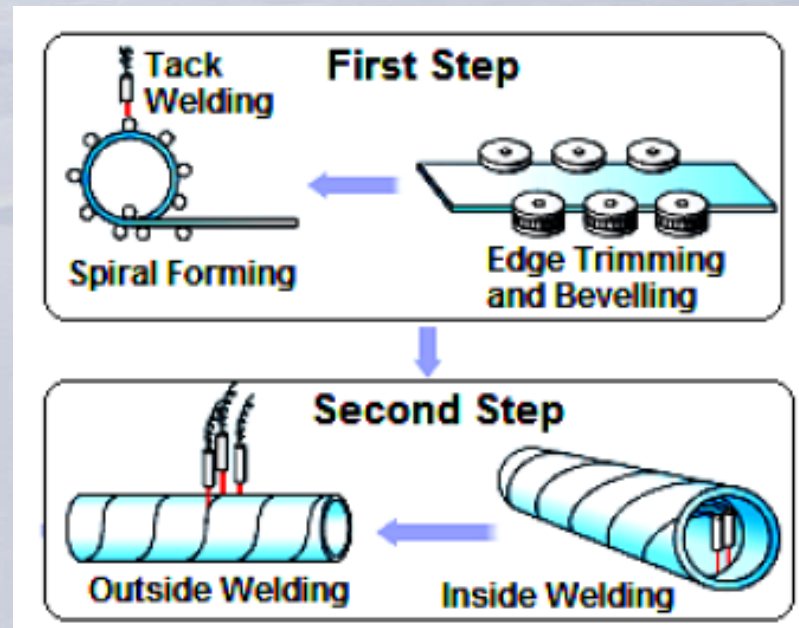 First Step
Tack
Welding
Spiral Forming
Edge Trimming
and Bevelling
Second Step
Outside Welding
Inside Welding